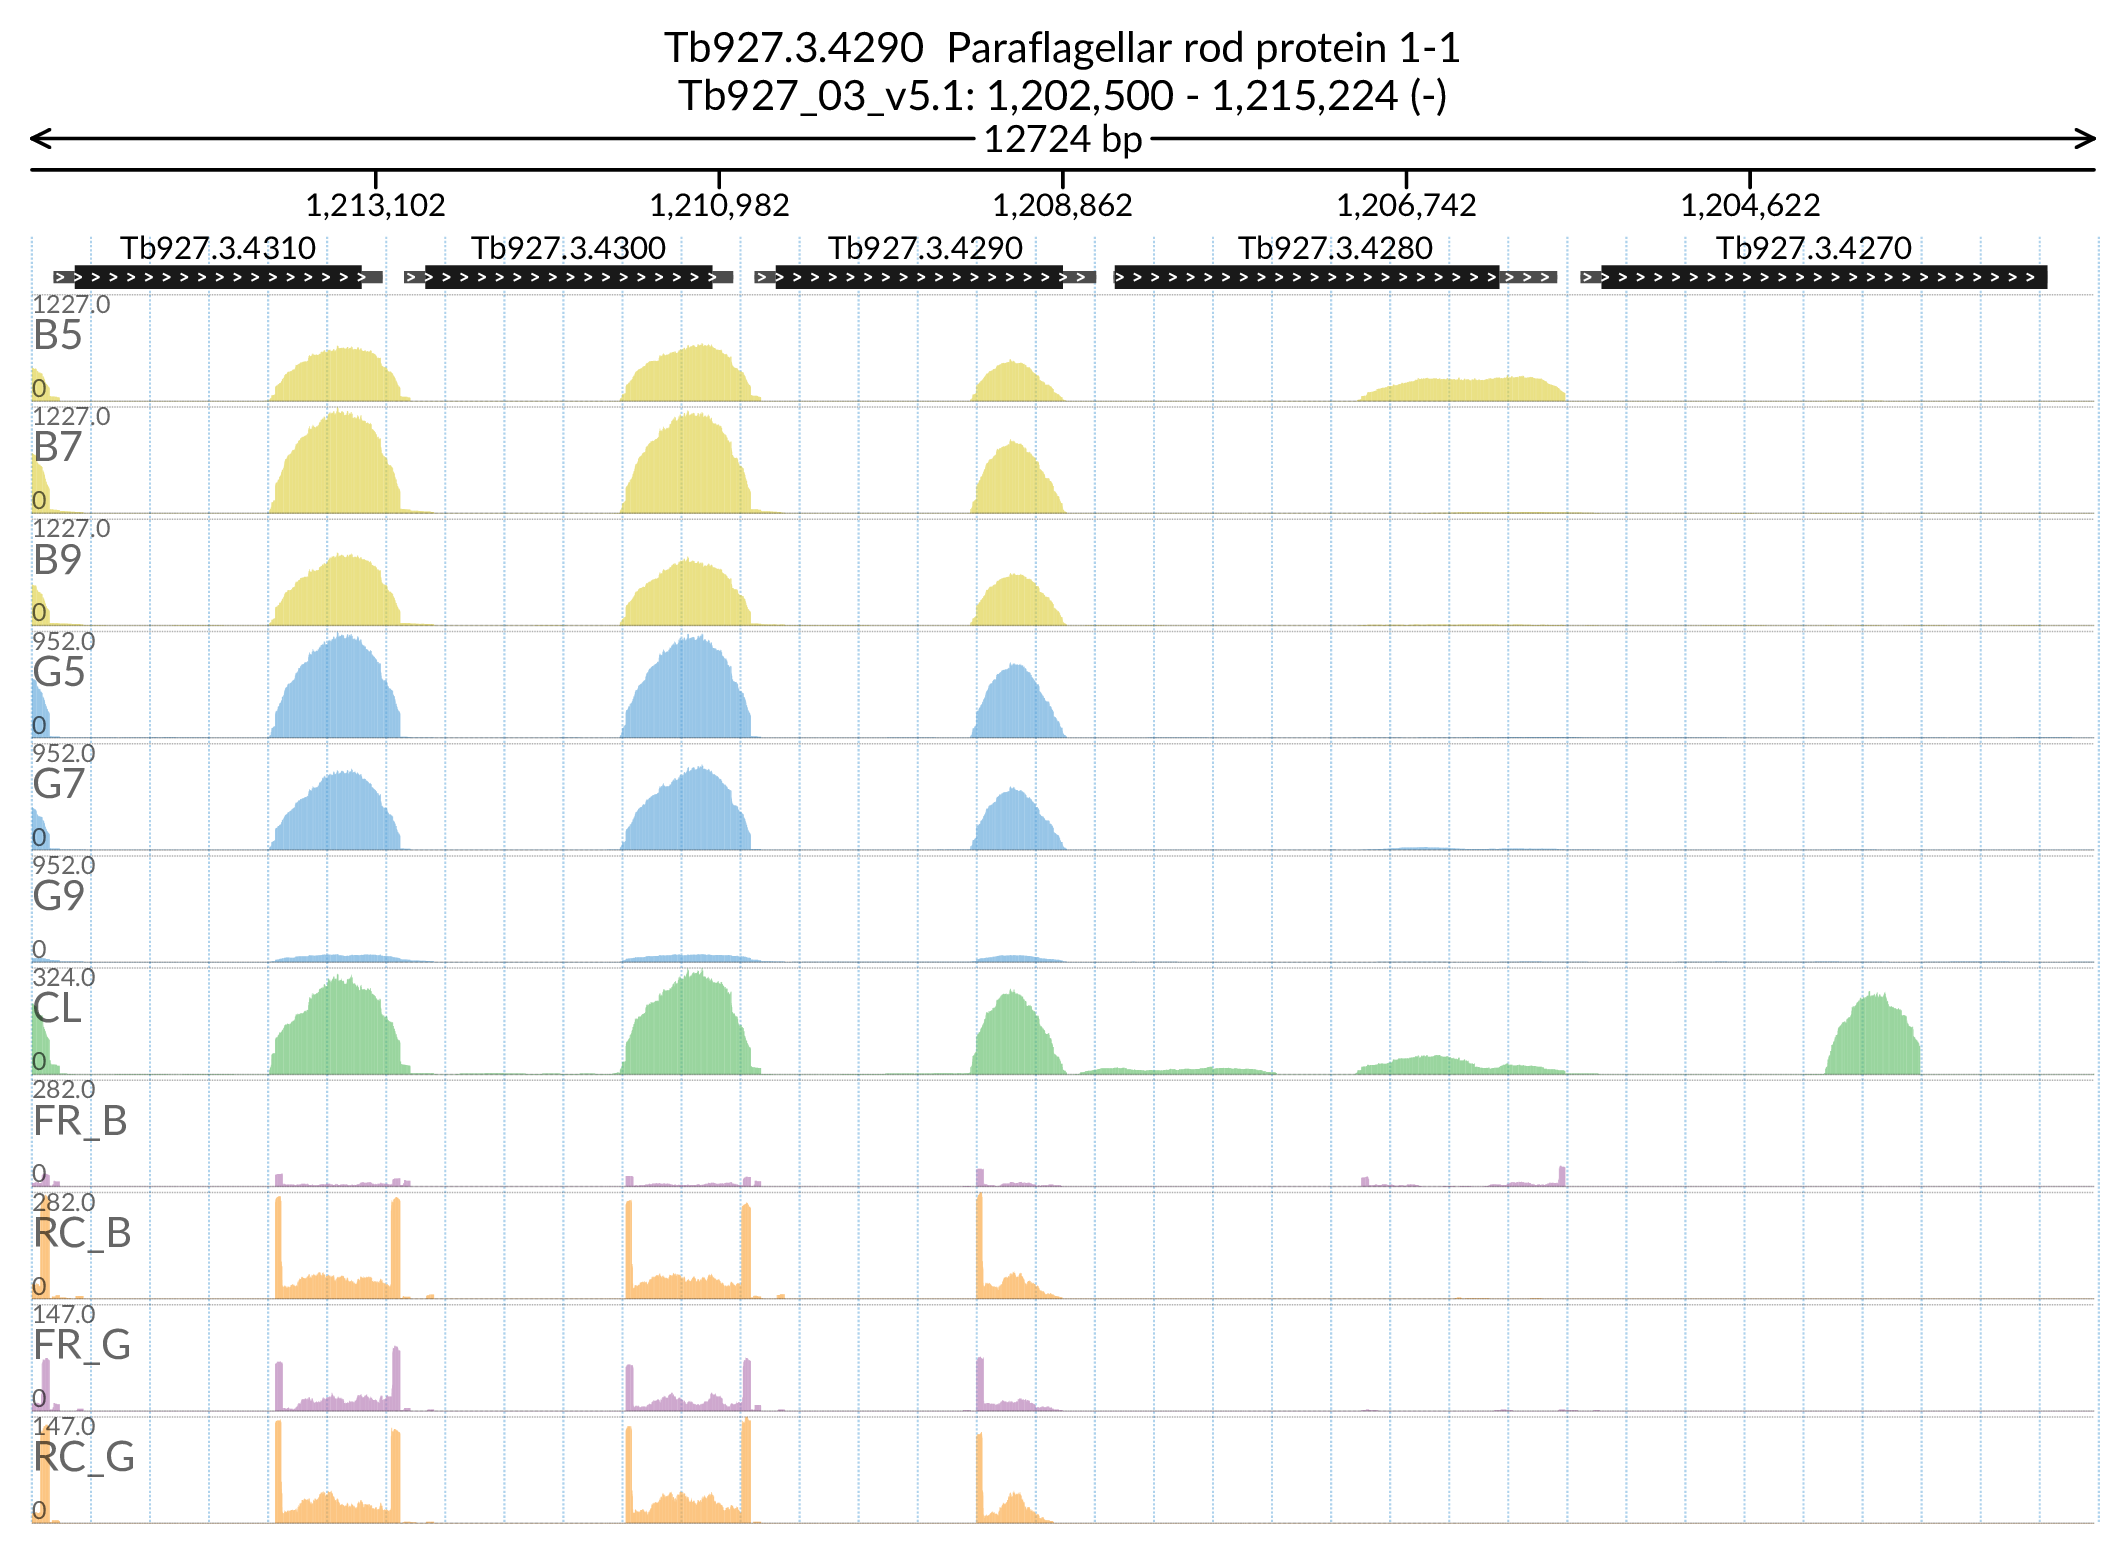 Tb927.3.4290  Paraflagellar rod protein 1-1
Tb927_03_v5.1: 1,202,500 - 1,215,224 (-)
12724 bp
1,213,102 1,210,982 1,208,862 1,206,742 1,204,622
Tb927.3.4310 Tb927.3.4300 Tb927.3.4290 Tb927.3.4280 Tb927.3.4270
1227.0
B5
0
1227.0
B7
0
1227.0
B9
0
952.0
G5
0
952.0
G7
0
952.0
G9
0
324.0
CL
0
282.0
FR_B
0
282.0
RC_B
0
147.0
FR_G
0
147.0
RC_G
0